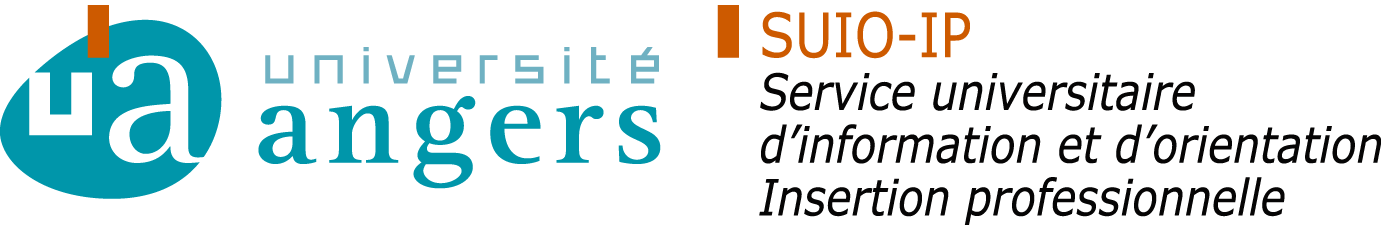 ua
université
angers
SUIO-IP
Service universitaire
d’information et d’orientation
Insertion professionnelle